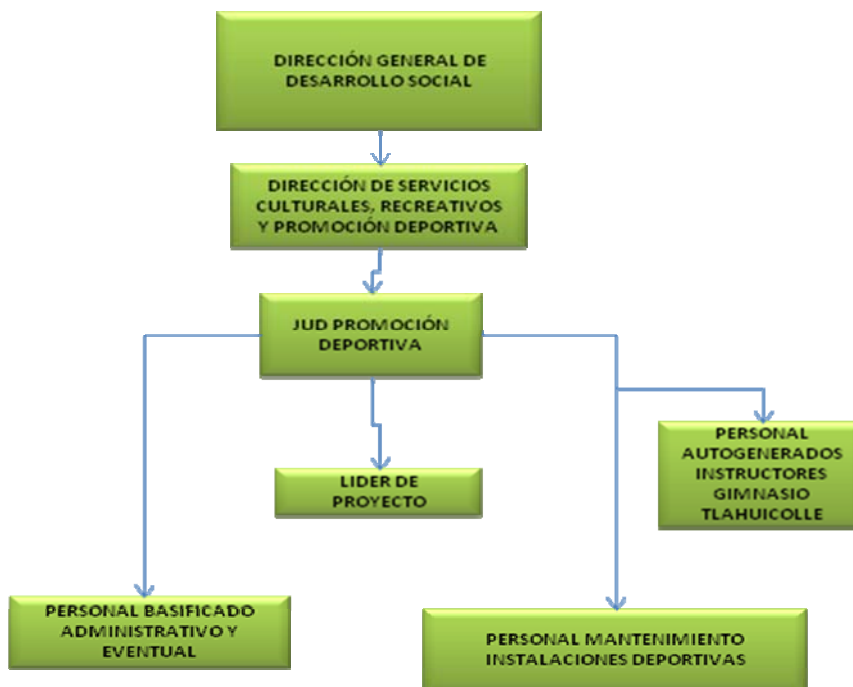 DIRECCIÓN GENERAL DE
DESARROLLO SOCIAL
DIRECCIÓN DE SERVICIOS
CULTURALES, RECREATIVOS
Y PROMOCIÓN DEPORTIVA
JUD PROMOCIÓN
DEPORTIVA
LIDER DE
PROYECTO
PERSONAL
AUTOGENERADOS
INSTRUCTORES
GIMNASIO
TLAHUICOLLE
PERSONAL BASIFICADO
ADMINISTRATIVO Y
EVENTUAL
PERSONAL MANTENIMIENTO
INSTALACIONES DEPORTIVAS